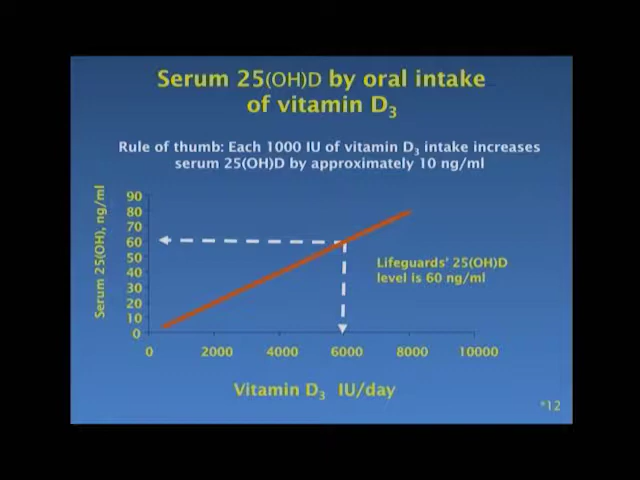 Serum 25(OH)D by oral intake
of vitamin D3
Rule of thumb: Each 1000 IU of vitamin D3 intake increases
serum 25(OH)D by approximately 10 ng/ml
Serum 25(OH), ng/ml
90
80
70
60
50
40
30
20
10
0
Lifeguards' 25(OH)D
level is 60 ng/ml
0 2000 4000 6000 8000 10000
Vitamin D3 IU/day
*12